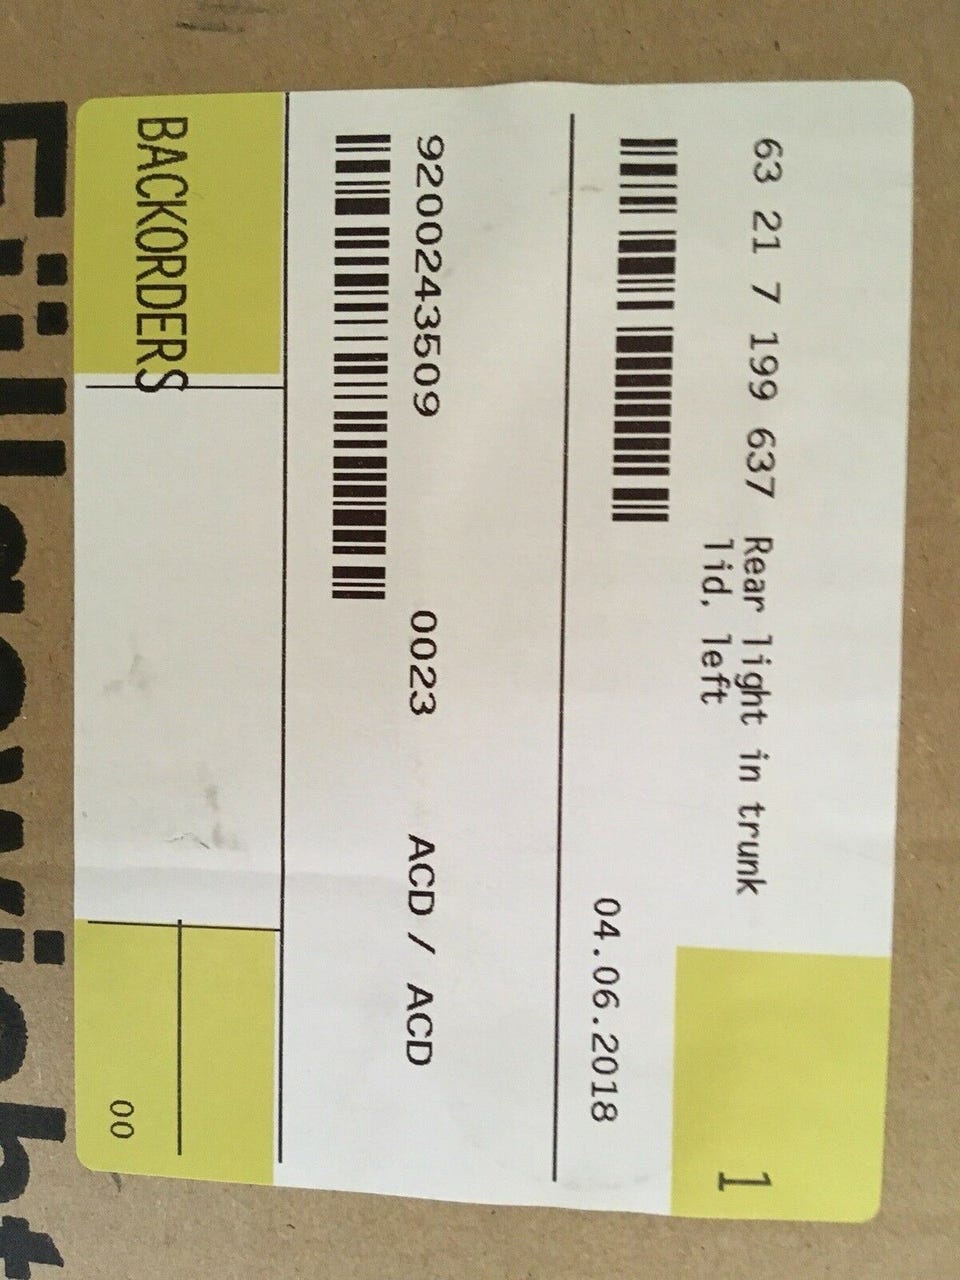 63 21 7 199 637 Rear light in trunk
lid, left
1
04.06.2018
9200243509 0023 ACD / ACD
BACKORDERS
00